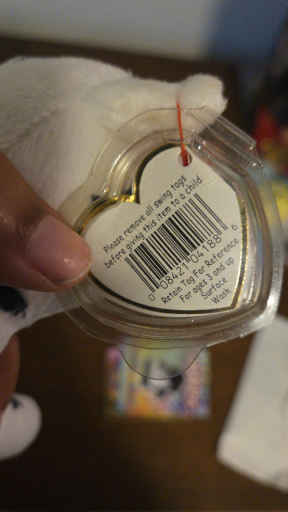 Please remove all swing tags
before giving this item to a child
0 08421 04188 6
Retain Tag For Reference
For ages 3 and up
Surface
Wash